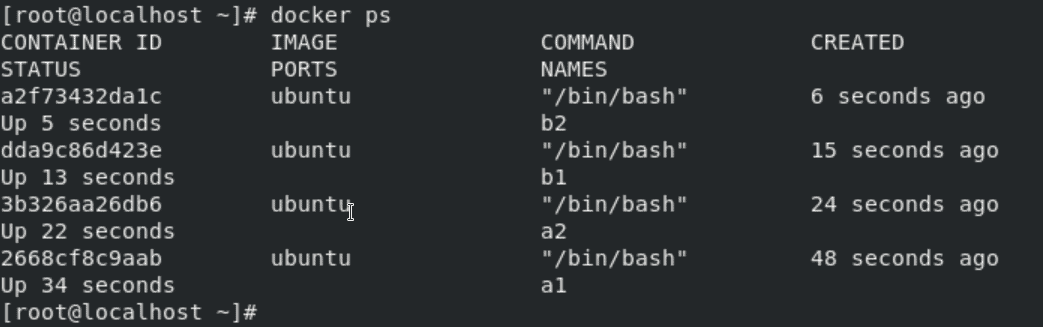 [root@localhost ~]# docker ps
CONTAINER ID        IMAGE               COMMAND             CREATED
STATUS              PORTS               NAMES
a2f73432da1c        ubuntu              "/bin/bash"         6 seconds ago
Up 5 seconds                            b2
dda9c86d423e        ubuntu              "/bin/bash"         15 seconds ago
Up 13 seconds                           b1
3b326aa26db6        ubuntu              "/bin/bash"         24 seconds ago
Up 22 seconds                           a2
2668cf8c9aab        ubuntu              "/bin/bash"         48 seconds ago
Up 34 seconds                           a1
[root@localhost ~]#